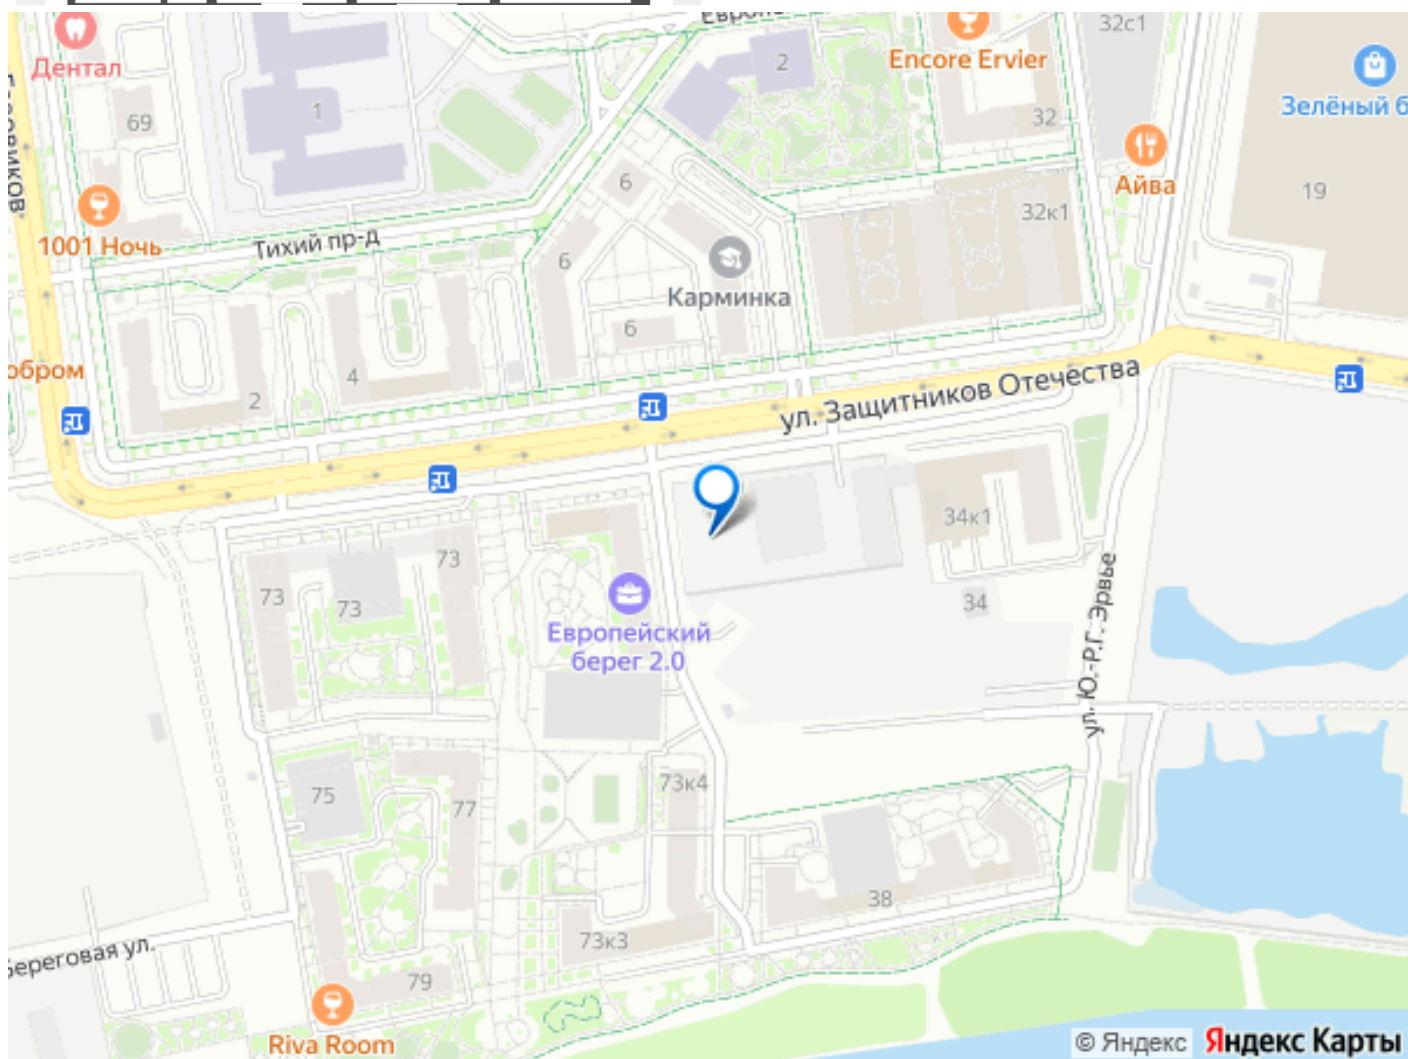 Дентал
69
1
2
Encore Ervier
32с1
32
Зелёный б
Айва
19
1001 Ночь
Тихий пр-д
6
6
6
Карминка
32к1
обром
2
4
ул. Защитников Отечества
73
73
73
34к1
34
Европейский
берег 2.0
ул. Ю.-Р.Г. Эрвье
75
77
73к4
38
73к3
79
Береговая ул.
Riva Room
© Яндекс
Яндекс Карты